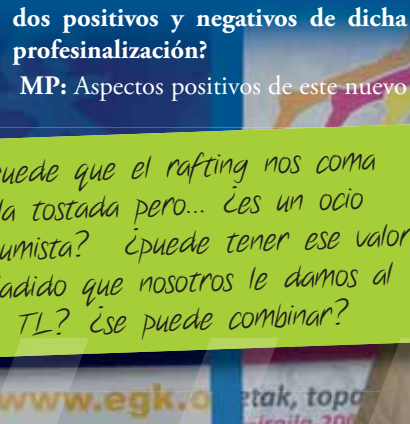 dos positivos y negativos de dicha
profesinalización?
MP: Aspectos positivos de este nuevo
puede que el rafting nos coma
la tostada pero... ¿es un ocio
umista? ¿puede tener ese valor
adido que nosotros le damos al
TL? ¿se puede combinar?
www.egk.o etak, topa